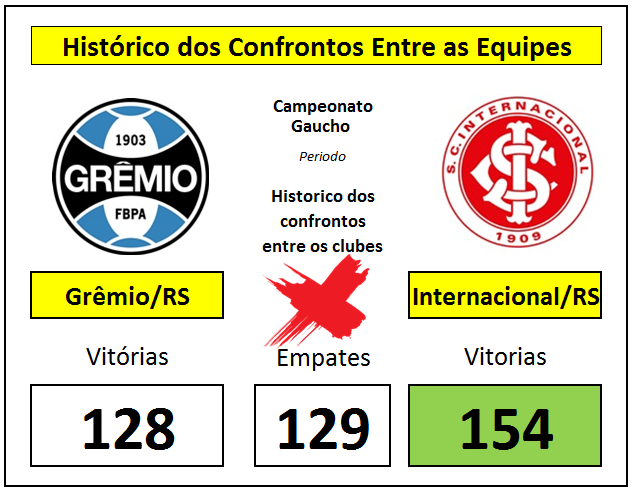 Histórico dos Confrontos Entre as Equipes
1903
GRÊMIO
FBPA
Campeonato
Gaucho
Periodo
Historico dos
confrontos
entre os clubes
S.C. INTERNACIONAL
SCI
1909
Grêmio/RS
Internacional/RS
Vitórias
Empates
Vitorias
128
129
154